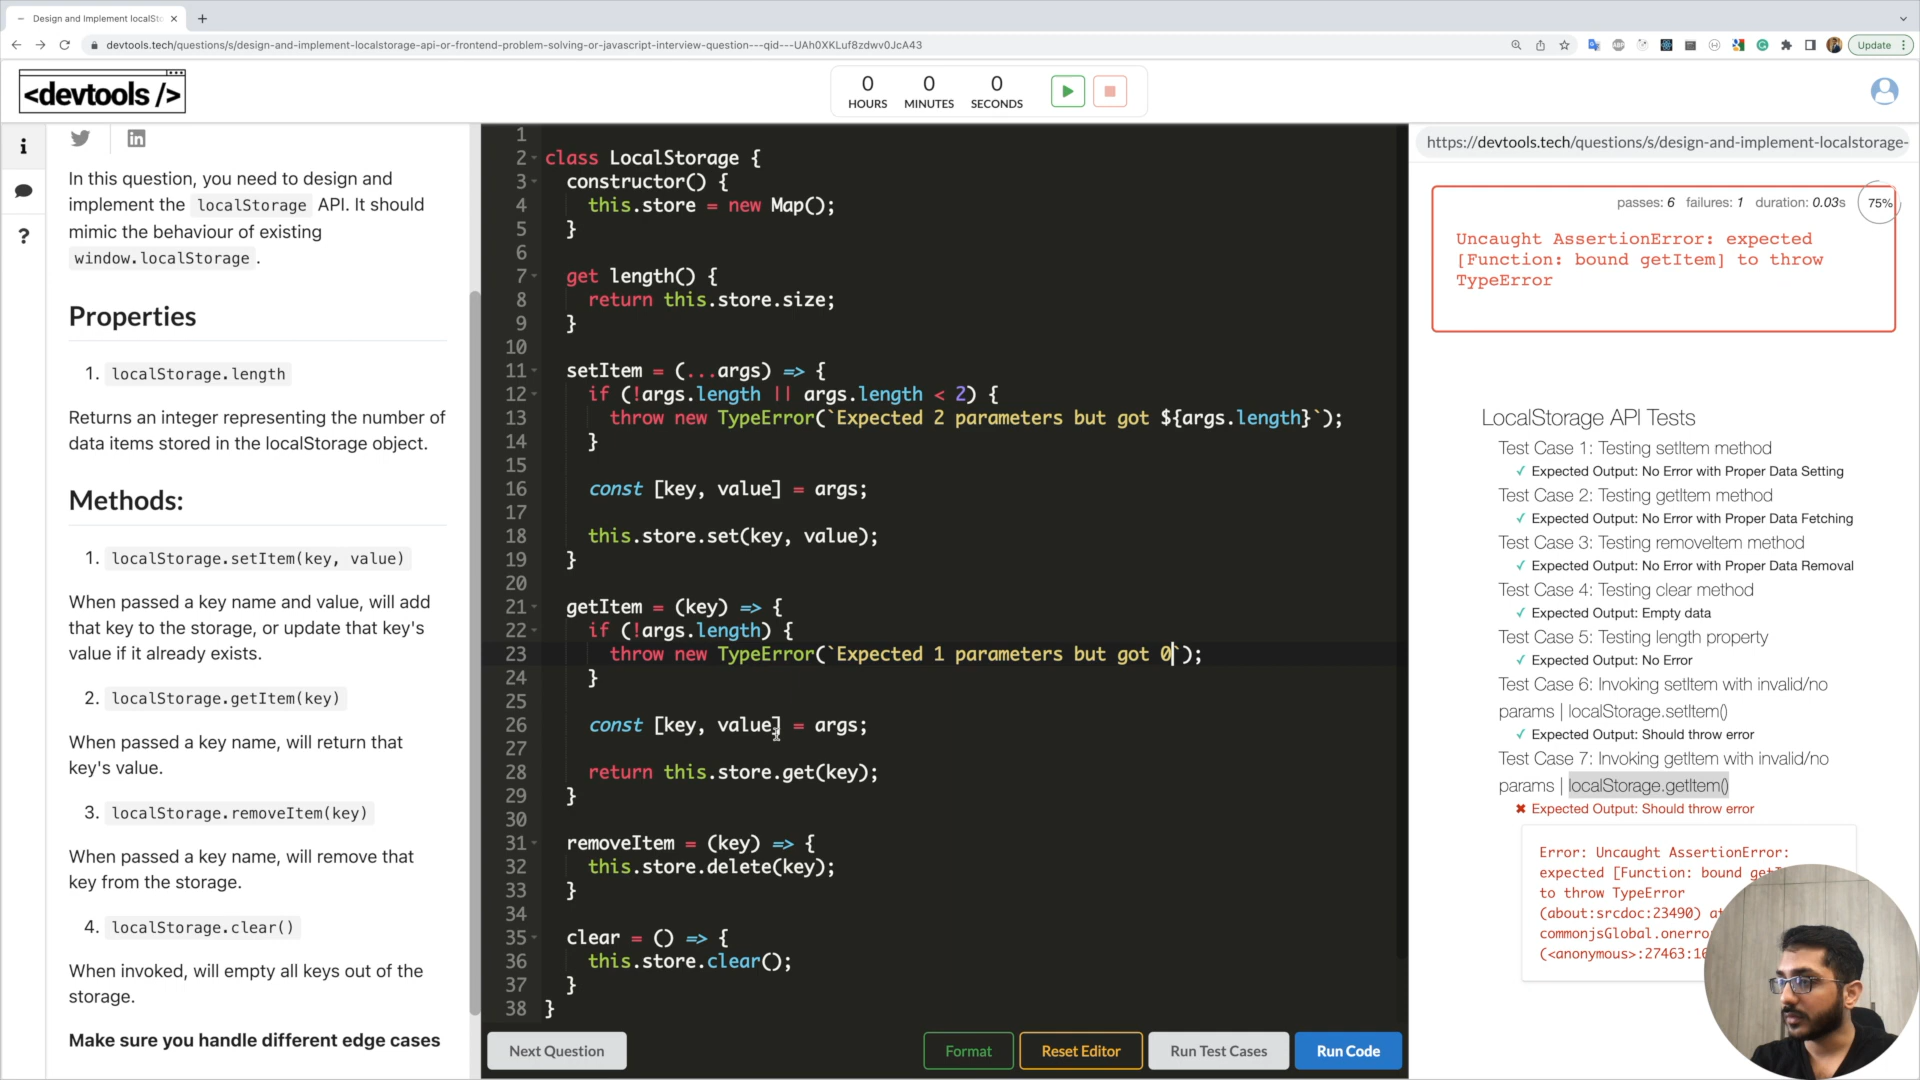 Design and Implement localSto
devtools.tech/questions/s/design-and-implement-localstorage-api-or-frontend-problem-solving-or-javascript-interview-question---qid---UAh0XKLuf8zdwv0JcA43
Update
<devtools />
0 0 0
HOURS MINUTES SECONDS
In this question, you need to design and
implement the localStorage API. It should
mimic the behaviour of existing
window.localStorage .
Properties
1. localStorage.length
Returns an integer representing the number of
data items stored in the localStorage object.
Methods:
1. localStorage.setItem(key, value)
When passed a key name and value, will add
that key to the storage, or update that key's
value if it already exists.
2. localStorage.getItem(key)
When passed a key name, will return that
key's value.
3. localStorage.removeItem(key)
When passed a key name, will remove that
key from the storage.
4. localStorage.clear()
When invoked, will empty all keys out of the
storage.
Make sure you handle different edge cases
1
2 class LocalStorage {
3 constructor() {
4 this.store = new Map();
5 }
6
7 get length() {
8 return this.store.size;
9 }
10
11 setItem = (...args) => {
12 if (!args.length || args.length < 2) {
13 throw new TypeError(`Expected 2 parameters but got ${args.length}`);
14 }
15
16 const [key, value] = args;
17
18 this.store.set(key, value);
19 }
20
21 getItem = (key) => {
22 if (!args.length) {
23 throw new TypeError(`Expected 1 parameters but got 0`);
24 }
25
26 const [key, value] = args;
27
28 return this.store.get(key);
29 }
30
31 removeItem = (key) => {
32 this.store.delete(key);
33 }
34
35 clear = () => {
36 this.store.clear();
37 }
38 }
Next Question
Format
Reset Editor
Run Test Cases
Run Code
https://devtools.tech/questions/s/design-and-implement-localstorage-
passes: 6 failures: 1 duration: 0.03s 75%
Uncaught AssertionError: expected
[Function: bound getItem] to throw
TypeError
LocalStorage API Tests
Test Case 1: Testing setItem method
✓ Expected Output: No Error with Proper Data Setting
Test Case 2: Testing getItem method
✓ Expected Output: No Error with Proper Data Fetching
Test Case 3: Testing removeItem method
✓ Expected Output: No Error with Proper Data Removal
Test Case 4: Testing clear method
✓ Expected Output: Empty data
Test Case 5: Testing length property
✓ Expected Output: No Error
Test Case 6: Invoking setItem with invalid/no
params | localStorage.setItem()
✓ Expected Output: Should throw error
Test Case 7: Invoking getItem with invalid/no
params | localStorage.getItem()
✖ Expected Output: Should throw error
Error: Uncaught AssertionError:
expected [Function: bound
to throw TypeError
(about:srcdoc:23490)
commonjsGlobal.onerro
(<anonymous>:27463:16